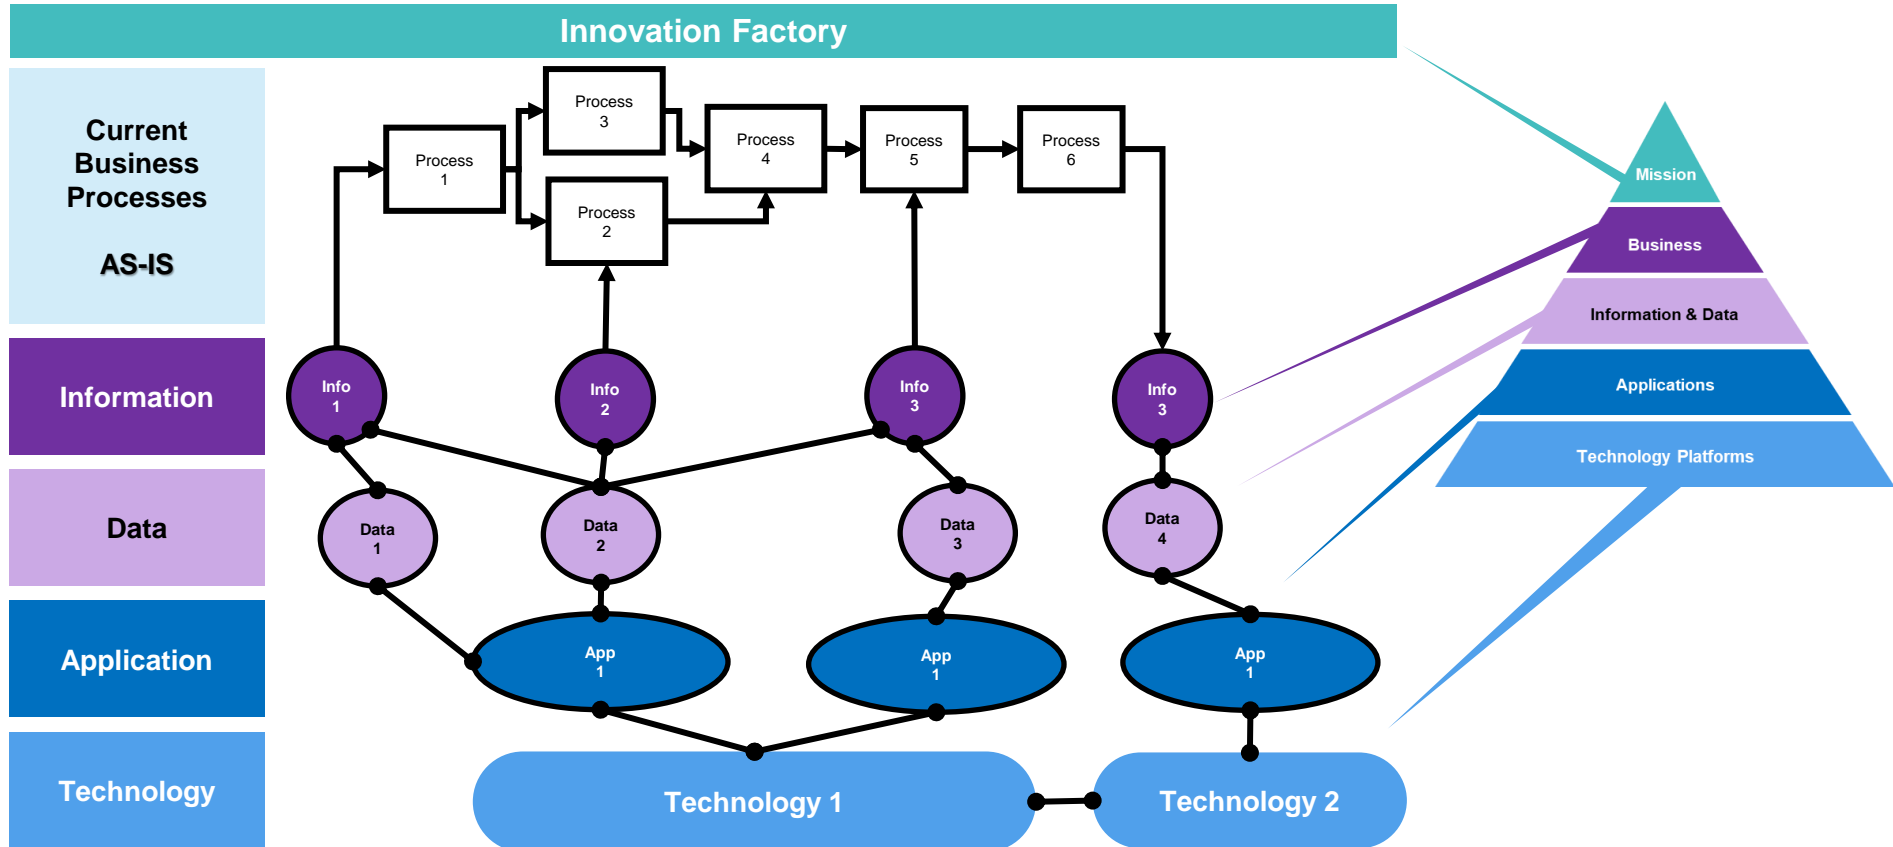 Innovation Factory
Current
Business
Processes
AS-IS
Process
1
Process
3
Process
2
Process
4
Process
5
Process
6
Information
Info
1
Info
2
Info
3
Info
3
Data
Data
1
Data
2
Data
3
Data
4
Application
App
1
App
1
App
1
Technology
Technology 1
Technology 2
Mission
Business
Information & Data
Applications
Technology Platforms